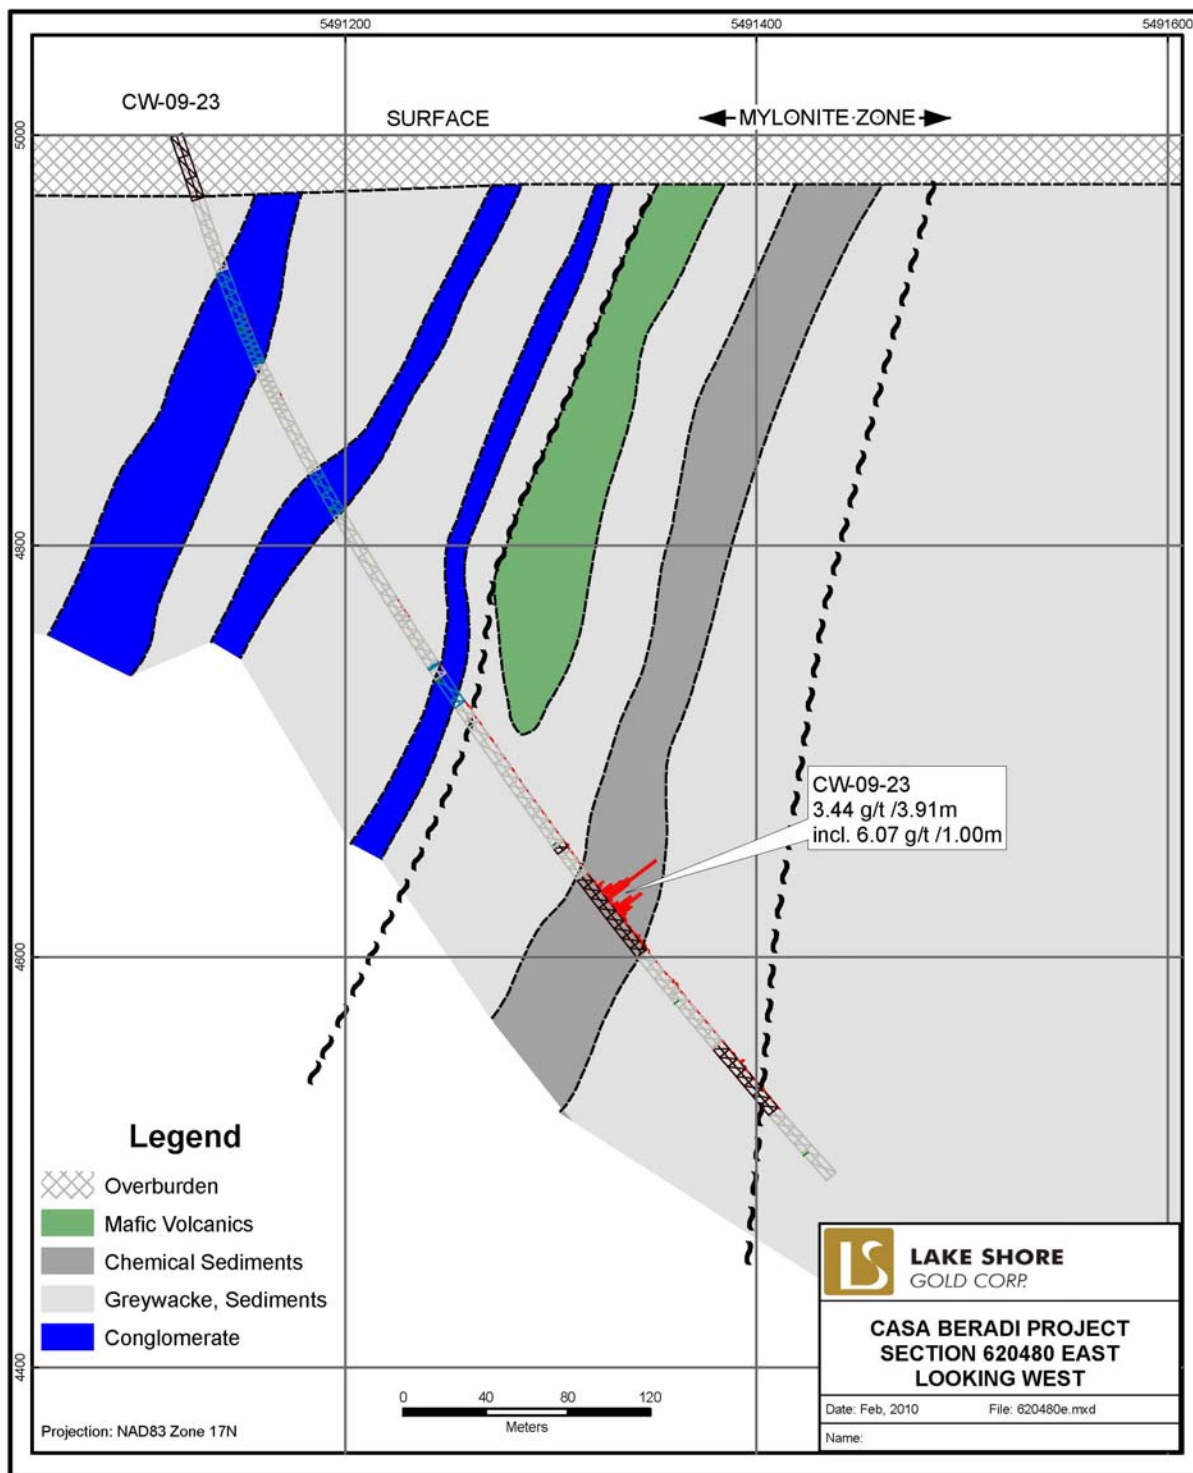 5491200
5491400
5491600
CW-09-23
SURFACE
MYLONITE ZONE
5000
4800
CW-09-23
3.44 g/t /3.91m
incl. 6.07 g/t /1.00m
4600
Legend
Overburden
Mafic Volcanics
Chemical Sediments
Greywacke, Sediments
Conglomerate
4400
0 40 80 120
Meters
Projection: NAD83 Zone 17N
LS
LAKE SHORE
GOLD CORP.
CASA BERADI PROJECT
SECTION 620480 EAST
LOOKING WEST
Date: Feb, 2010 File: 620480e.mxd
Name: